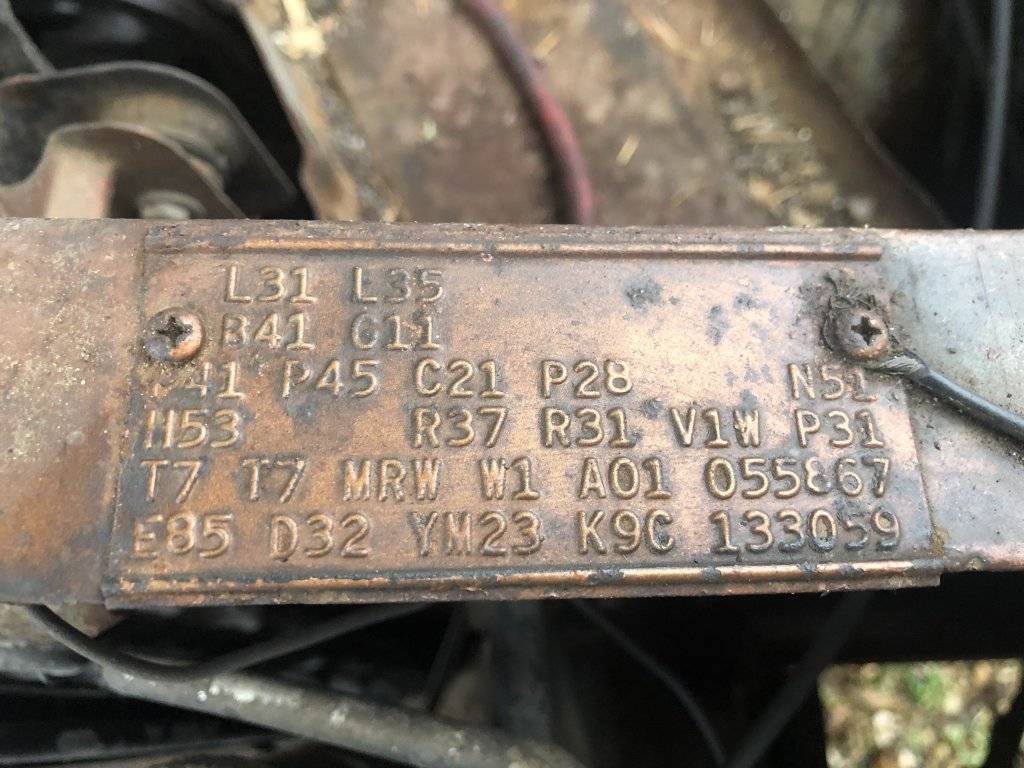 L31 L35
B41 C11
P45 C21 P28 N51
R37 R31 V1W P31
T7 T7 MRW W1 A01 055867
E85 D32 YM23 K9C 133059